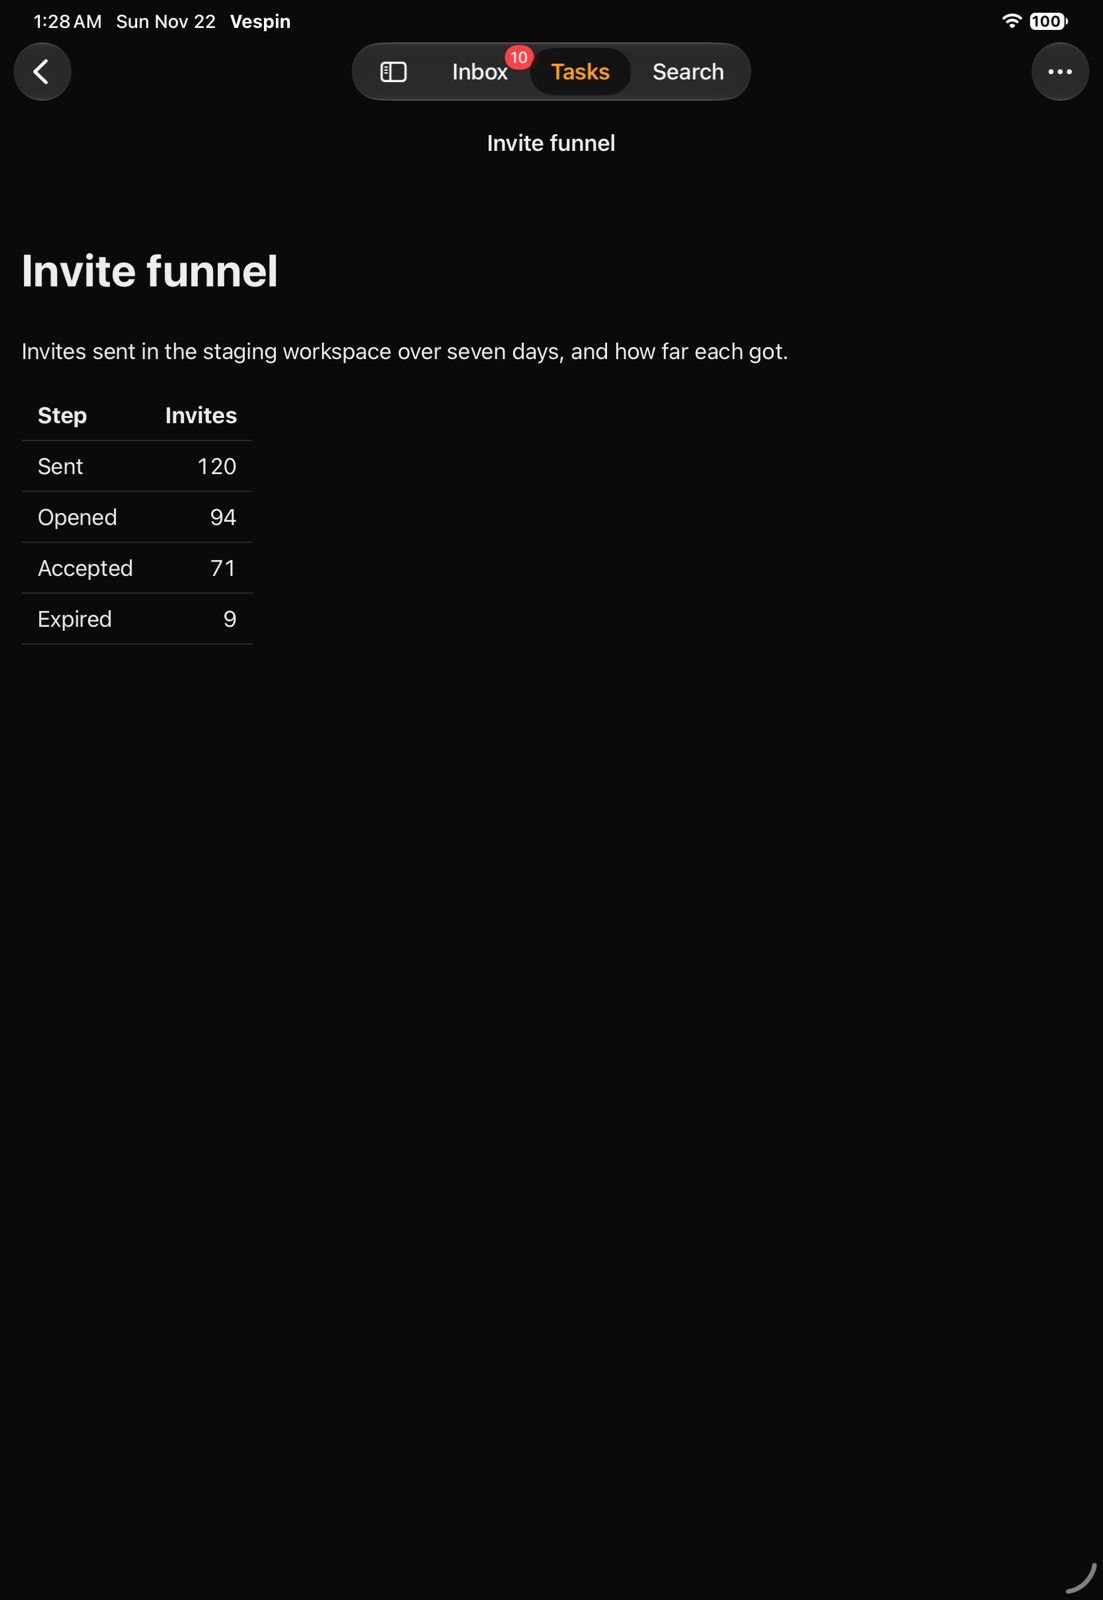 1:28 AM Sun Nov 22 Vespin 100
Inbox 10 Tasks Search
Invite funnel
Invite funnel
Invites sent in the staging workspace over seven days, and how far each got.
Step Invites
Sent 120
Opened 94
Accepted 71
Expired 9